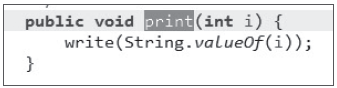 public void print(int i) {
write(String.valueOf(i));
}